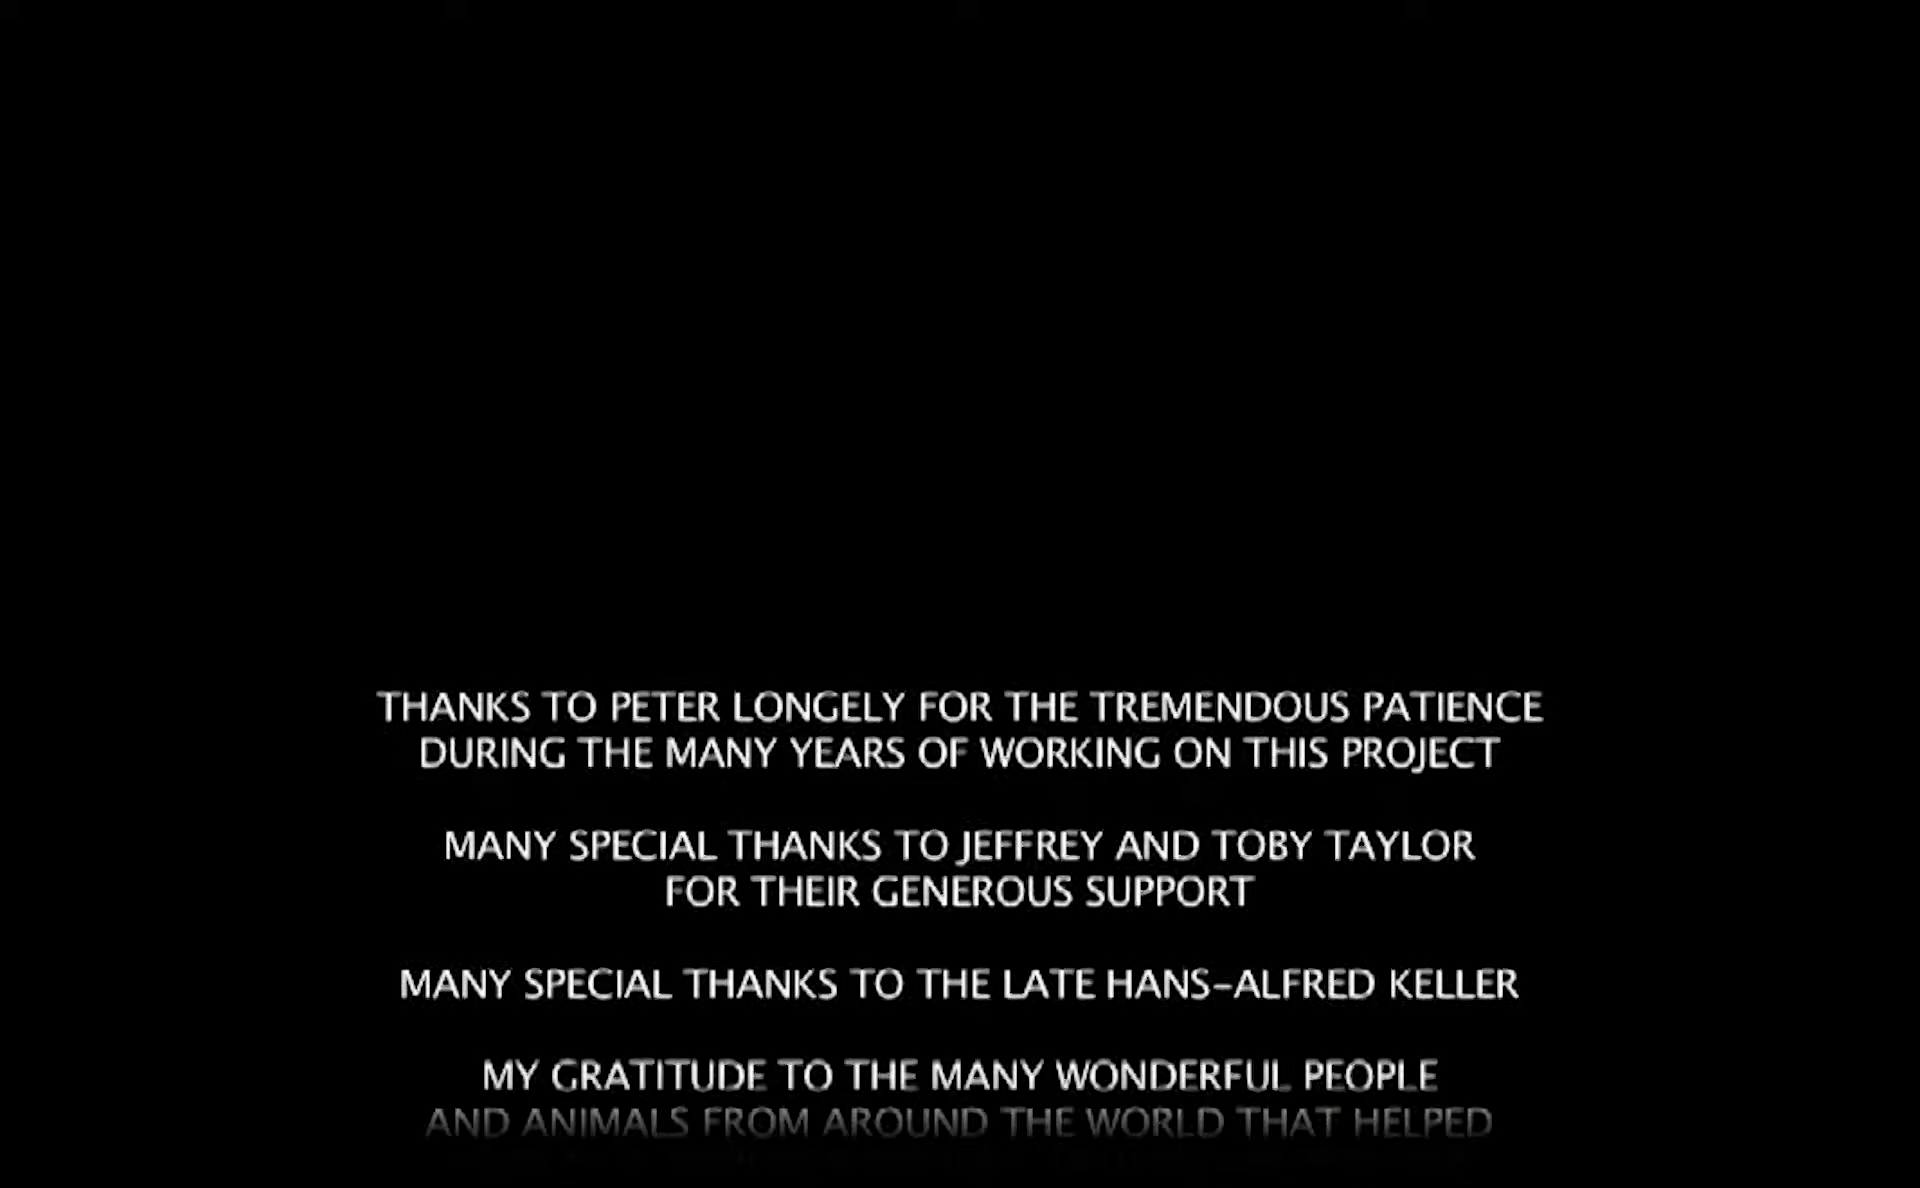 THANKS TO PETER LONGELY FOR THE TREMENDOUS PATIENCE
DURING THE MANY YEARS OF WORKING ON THIS PROJECT
MANY SPECIAL THANKS TO JEFFREY AND TOBY TAYLOR
FOR THEIR GENEROUS SUPPORT
MANY SPECIAL THANKS TO THE LATE HANS-ALFRED KELLER
MY GRATITUDE TO THE MANY WONDERFUL PEOPLE
AND ANIMALS FROM AROUND THE WORLD THAT HELPED